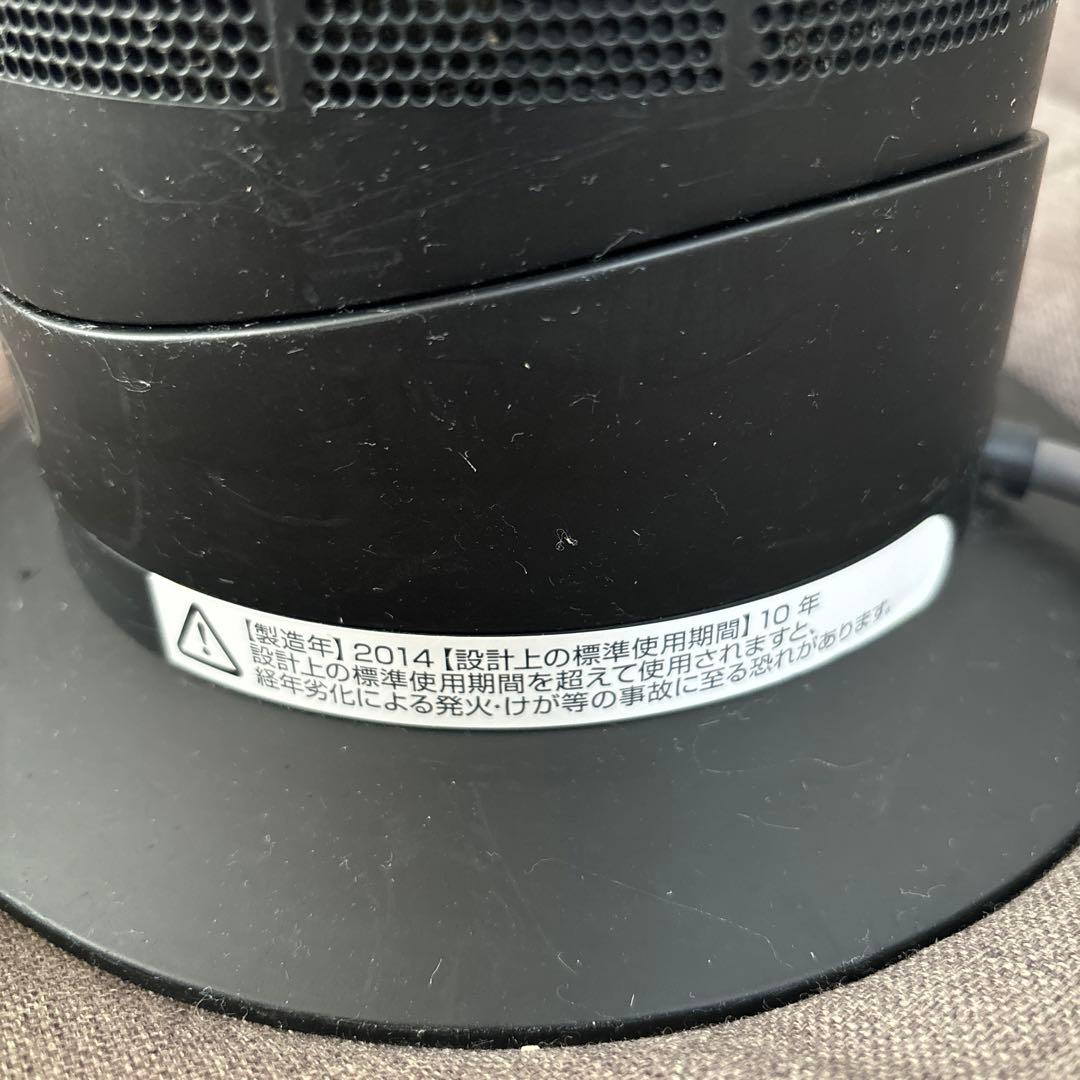 【製造年】2014【設計上の標準使用期間】10 年
設計上の標準使用期間を超えて使用されますと、
経年劣化による発火・けが等の事故に至る恐れがあります。